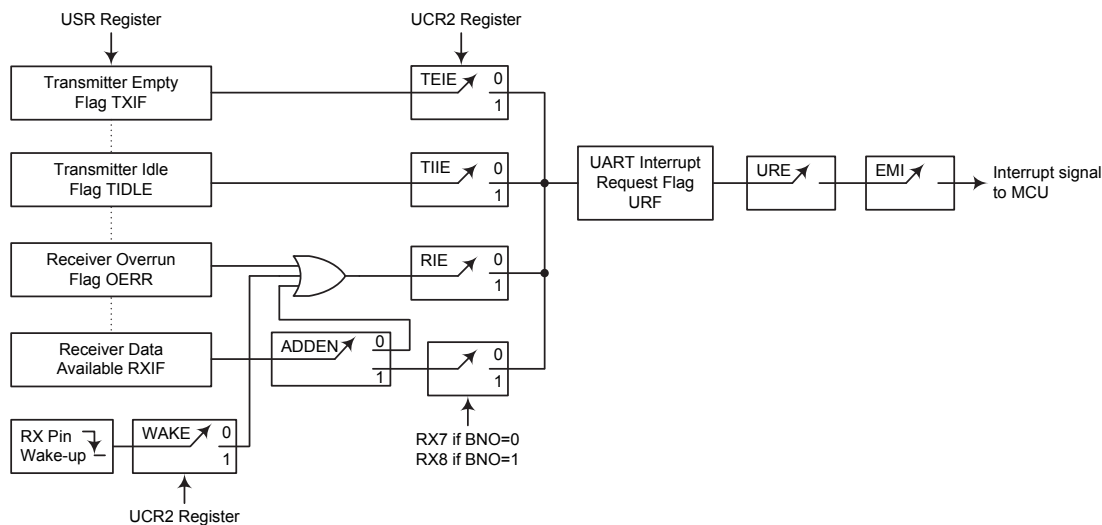 USR Register
UCR2 Register
Transmitter Empty
Flag TXIF
TEIE
0
1
Transmitter Idle
Flag TIDLE
TIIE
0
1
UART Interrupt
Request Flag
URF
URE
EMI
Interrupt signal
to MCU
Receiver Overrun
Flag OERR
RIE
0
1
Receiver Data
Available RXIF
ADDEN
0
1
0
1
RX7 if BNO=0
RX8 if BNO=1
RX Pin
Wake-up
WAKE
0
1
UCR2 Register